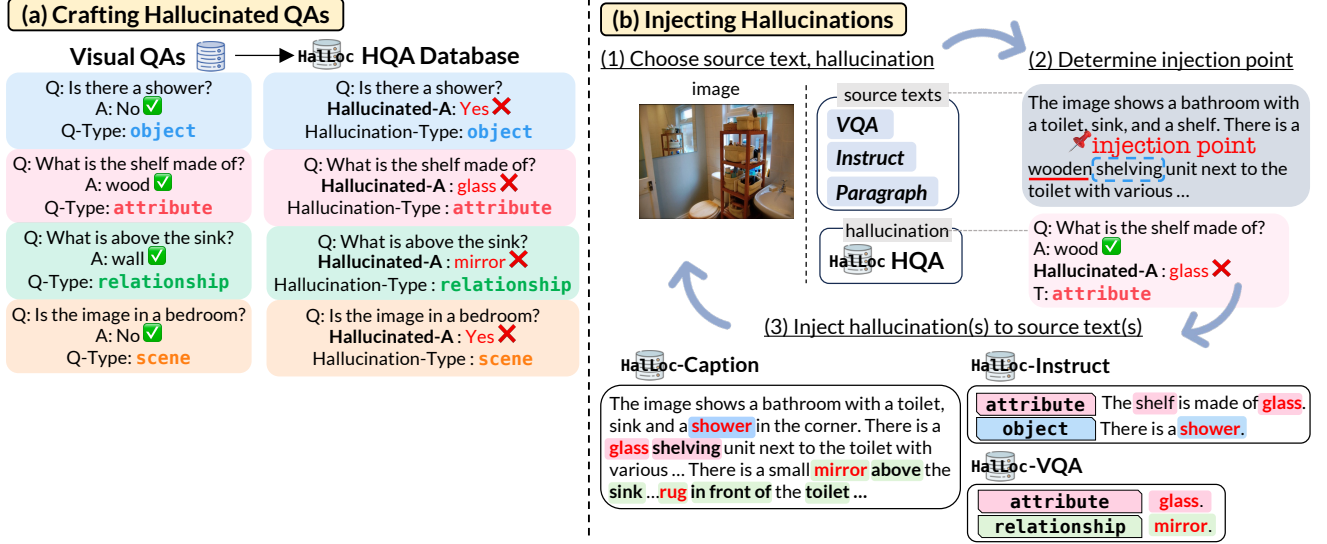 (a) Crafting Hallucinated QAs
Visual QAs
HalLoc HQA Database
Q: Is there a shower?
A: No
Q-Type: object
Q: Is there a shower?
Hallucinated-A: Yes
Hallucination-Type: object
Q: What is the shelf made of?
A: wood
Q-Type: attribute
Q: What is the shelf made of?
Hallucinated-A : glass
Hallucination-Type : attribute
Q: What is above the sink?
A: wall
Q-Type: relationship
Q: What is above the sink?
Hallucinated-A : mirror
Hallucination-Type : relationship
Q: Is the image in a bedroom?
A: No
Q-Type: scene
Q: Is the image in a bedroom?
Hallucinated-A : Yes
Hallucination-Type : scene
(b) Injecting Hallucinations
(1) Choose source text, hallucination
image
source texts
VQA
Instruct
Paragraph
hallucination
HalLoc HQA
(2) Determine injection point
The image shows a bathroom with
a toilet, sink, and a shelf. There is a
injection point
wooden shelving unit next to the
toilet with various ...
Q: What is the shelf made of?
A: wood
Hallucinated-A : glass
T: attribute
(3) Inject hallucination(s) to source text(s)
HalLoc-Caption
The image shows a bathroom with a toilet,
sink and a shower in the corner. There is a
glass shelving unit next to the toilet with
various ... There is a small mirror above the
sink ...rug in front of the toilet ...
HalLoc-Instruct
attribute The shelf is made of glass.
object There is a shower.
HalLoc-VQA
attribute glass.
relationship mirror.